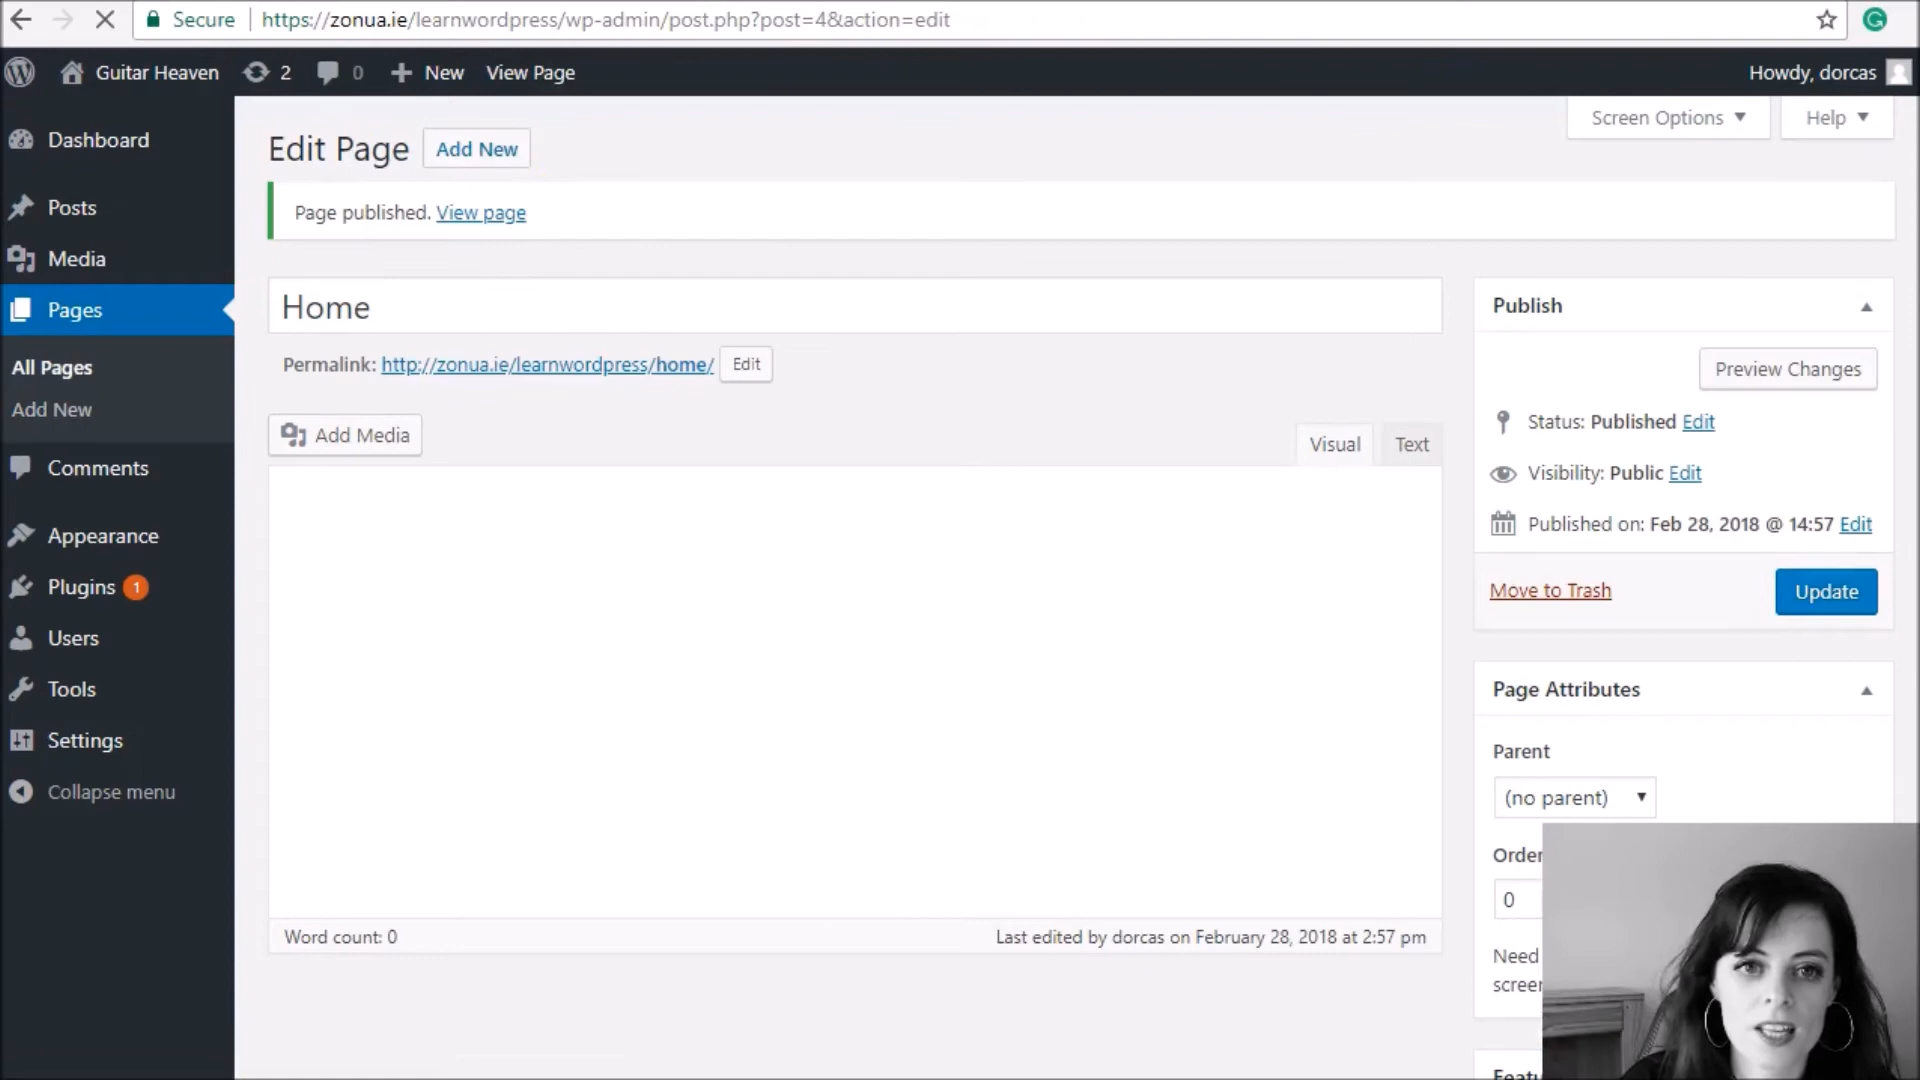 Secure https://zonua.ie/learnwordpress/wp-admin/post.php?post=4&action=edit
Guitar Heaven 2 0 New View Page Howdy, dorcas
Screen Options Help
Dashboard
Posts
Media
Pages
All Pages
Add New
Comments
Appearance
Plugins 1
Users
Tools
Settings
Collapse menu
Edit Page Add New
Page published. View page
Home
Permalink: http://zonua.ie/learnwordpress/home/ Edit
Add Media
Visual Text
Word count: 0
Last edited by dorcas on February 28, 2018 at 2:57 pm
Publish
Preview Changes
Status: Published Edit
Visibility: Public Edit
Published on: Feb 28, 2018 @ 14:57 Edit
Move to Trash Update
Page Attributes
Parent
(no parent)
Order
0
Need